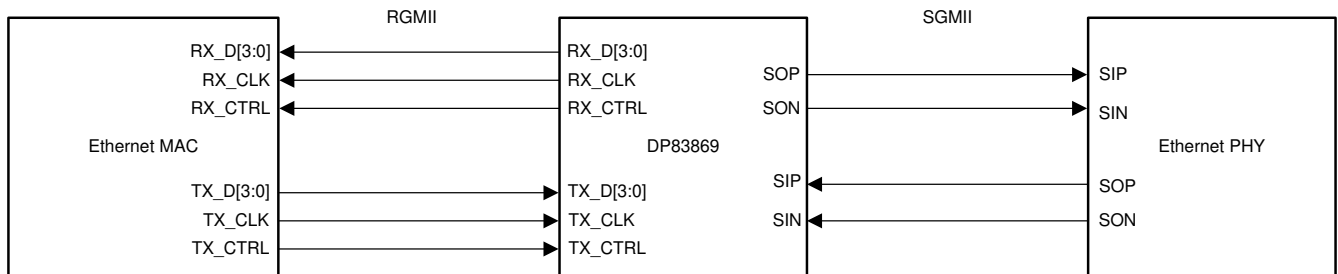 RGMII
SGMII
RX_D[3:0]
RX_D[3:0]
RX_CLK
RX_CLK
SOP
SIP
RX_CTRL
RX_CTRL
SON
SIN
Ethernet MAC
DP83869
Ethernet PHY
SIP
SOP
TX_D[3:0]
TX_D[3:0]
TX_CLK
TX_CLK
SIN
SON
TX_CTRL
TX_CTRL